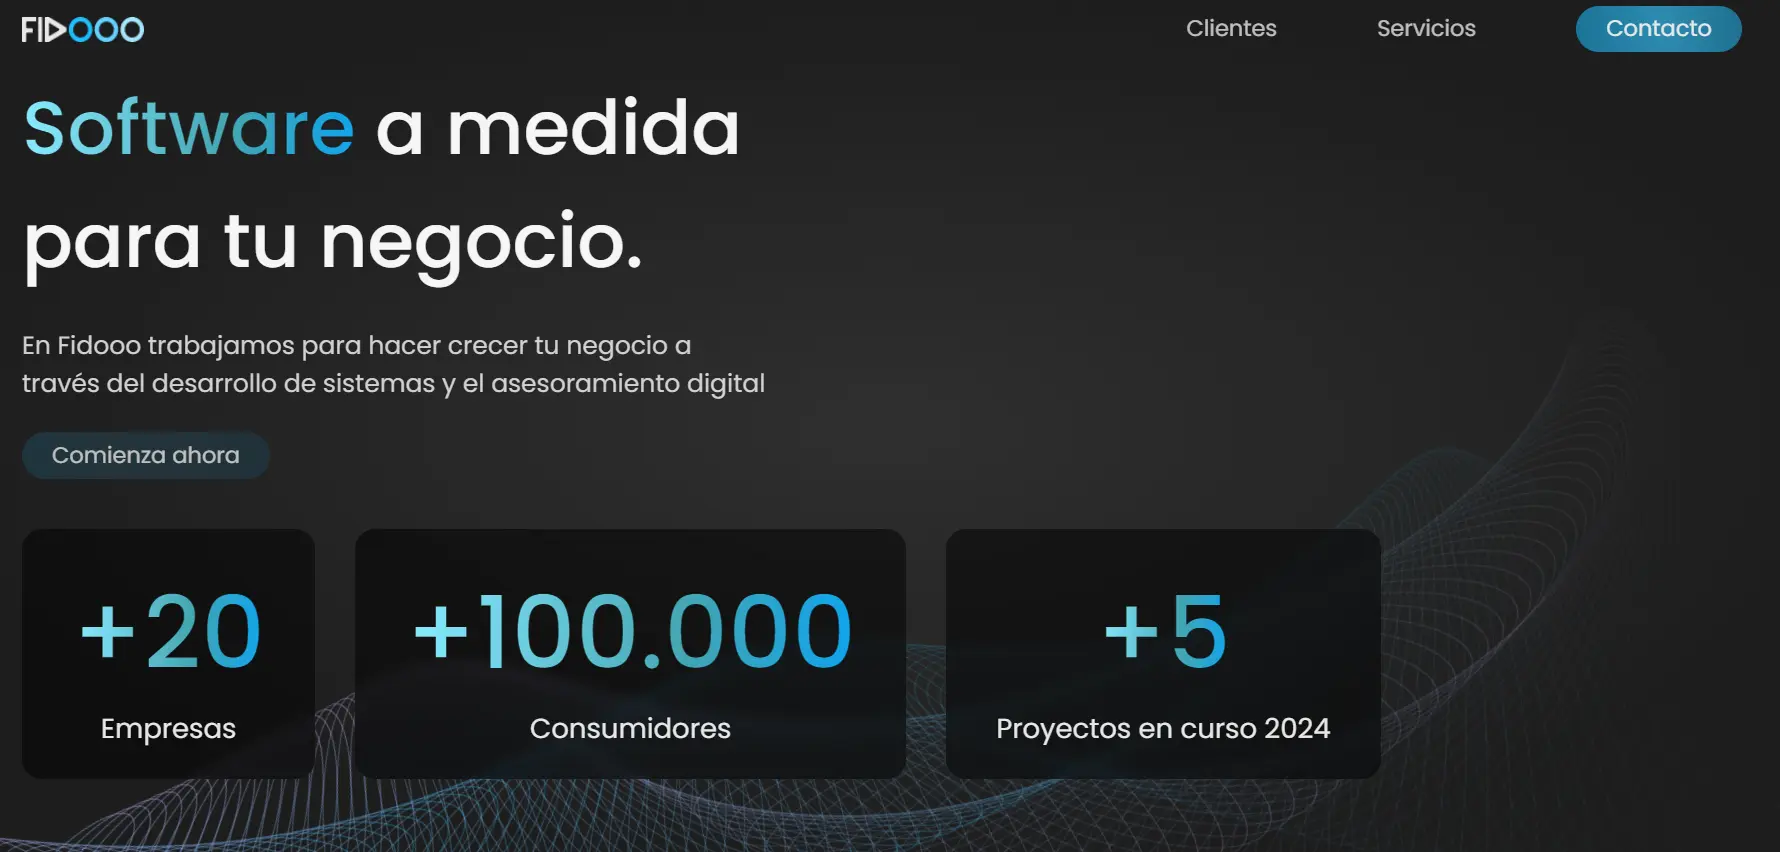 FIDOOO
Clientes
Servicios
Contacto
Software a medida
para tu negocio.
En Fidooo trabajamos para hacer crecer tu negocio a
través del desarrollo de sistemas y el asesoramiento digital
Comienza ahora
+20
Empresas
+100.000
Consumidores
+5
Proyectos en curso 2024